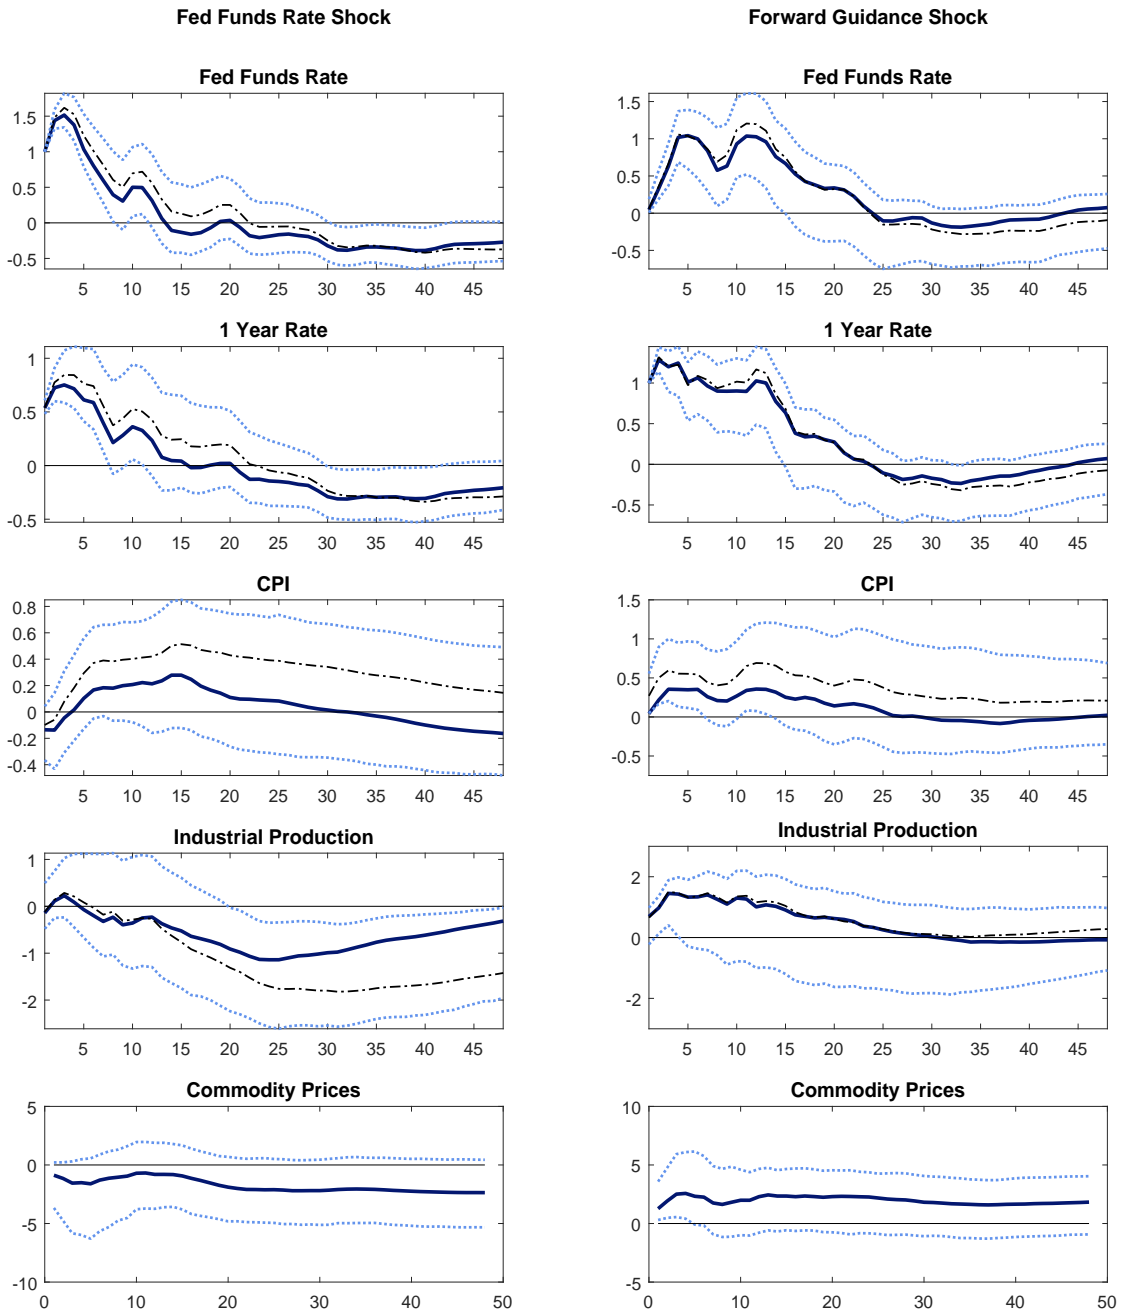 Fed Funds Rate Shock
Forward Guidance Shock
Fed Funds Rate
1.5
1
0.5
0
-0.5
5 10 15 20 25 30 35 40 45
Fed Funds Rate
1.5
1
0.5
0
-0.5
5 10 15 20 25 30 35 40 45
1 Year Rate
1
0.5
0
-0.5
5 10 15 20 25 30 35 40 45
1 Year Rate
1
0.5
0
-0.5
5 10 15 20 25 30 35 40 45
CPI
0.8
0.6
0.4
0.2
0
-0.2
-0.4
5 10 15 20 25 30 35 40 45
CPI
1.5
1
0.5
0
-0.5
5 10 15 20 25 30 35 40 45
Industrial Production
1
0
-1
-2
5 10 15 20 25 30 35 40 45
Industrial Production
2
0
-2
5 10 15 20 25 30 35 40 45
Commodity Prices
5
0
-5
-10
0 10 20 30 40 50
Commodity Prices
10
5
0
-5
0 10 20 30 40 50